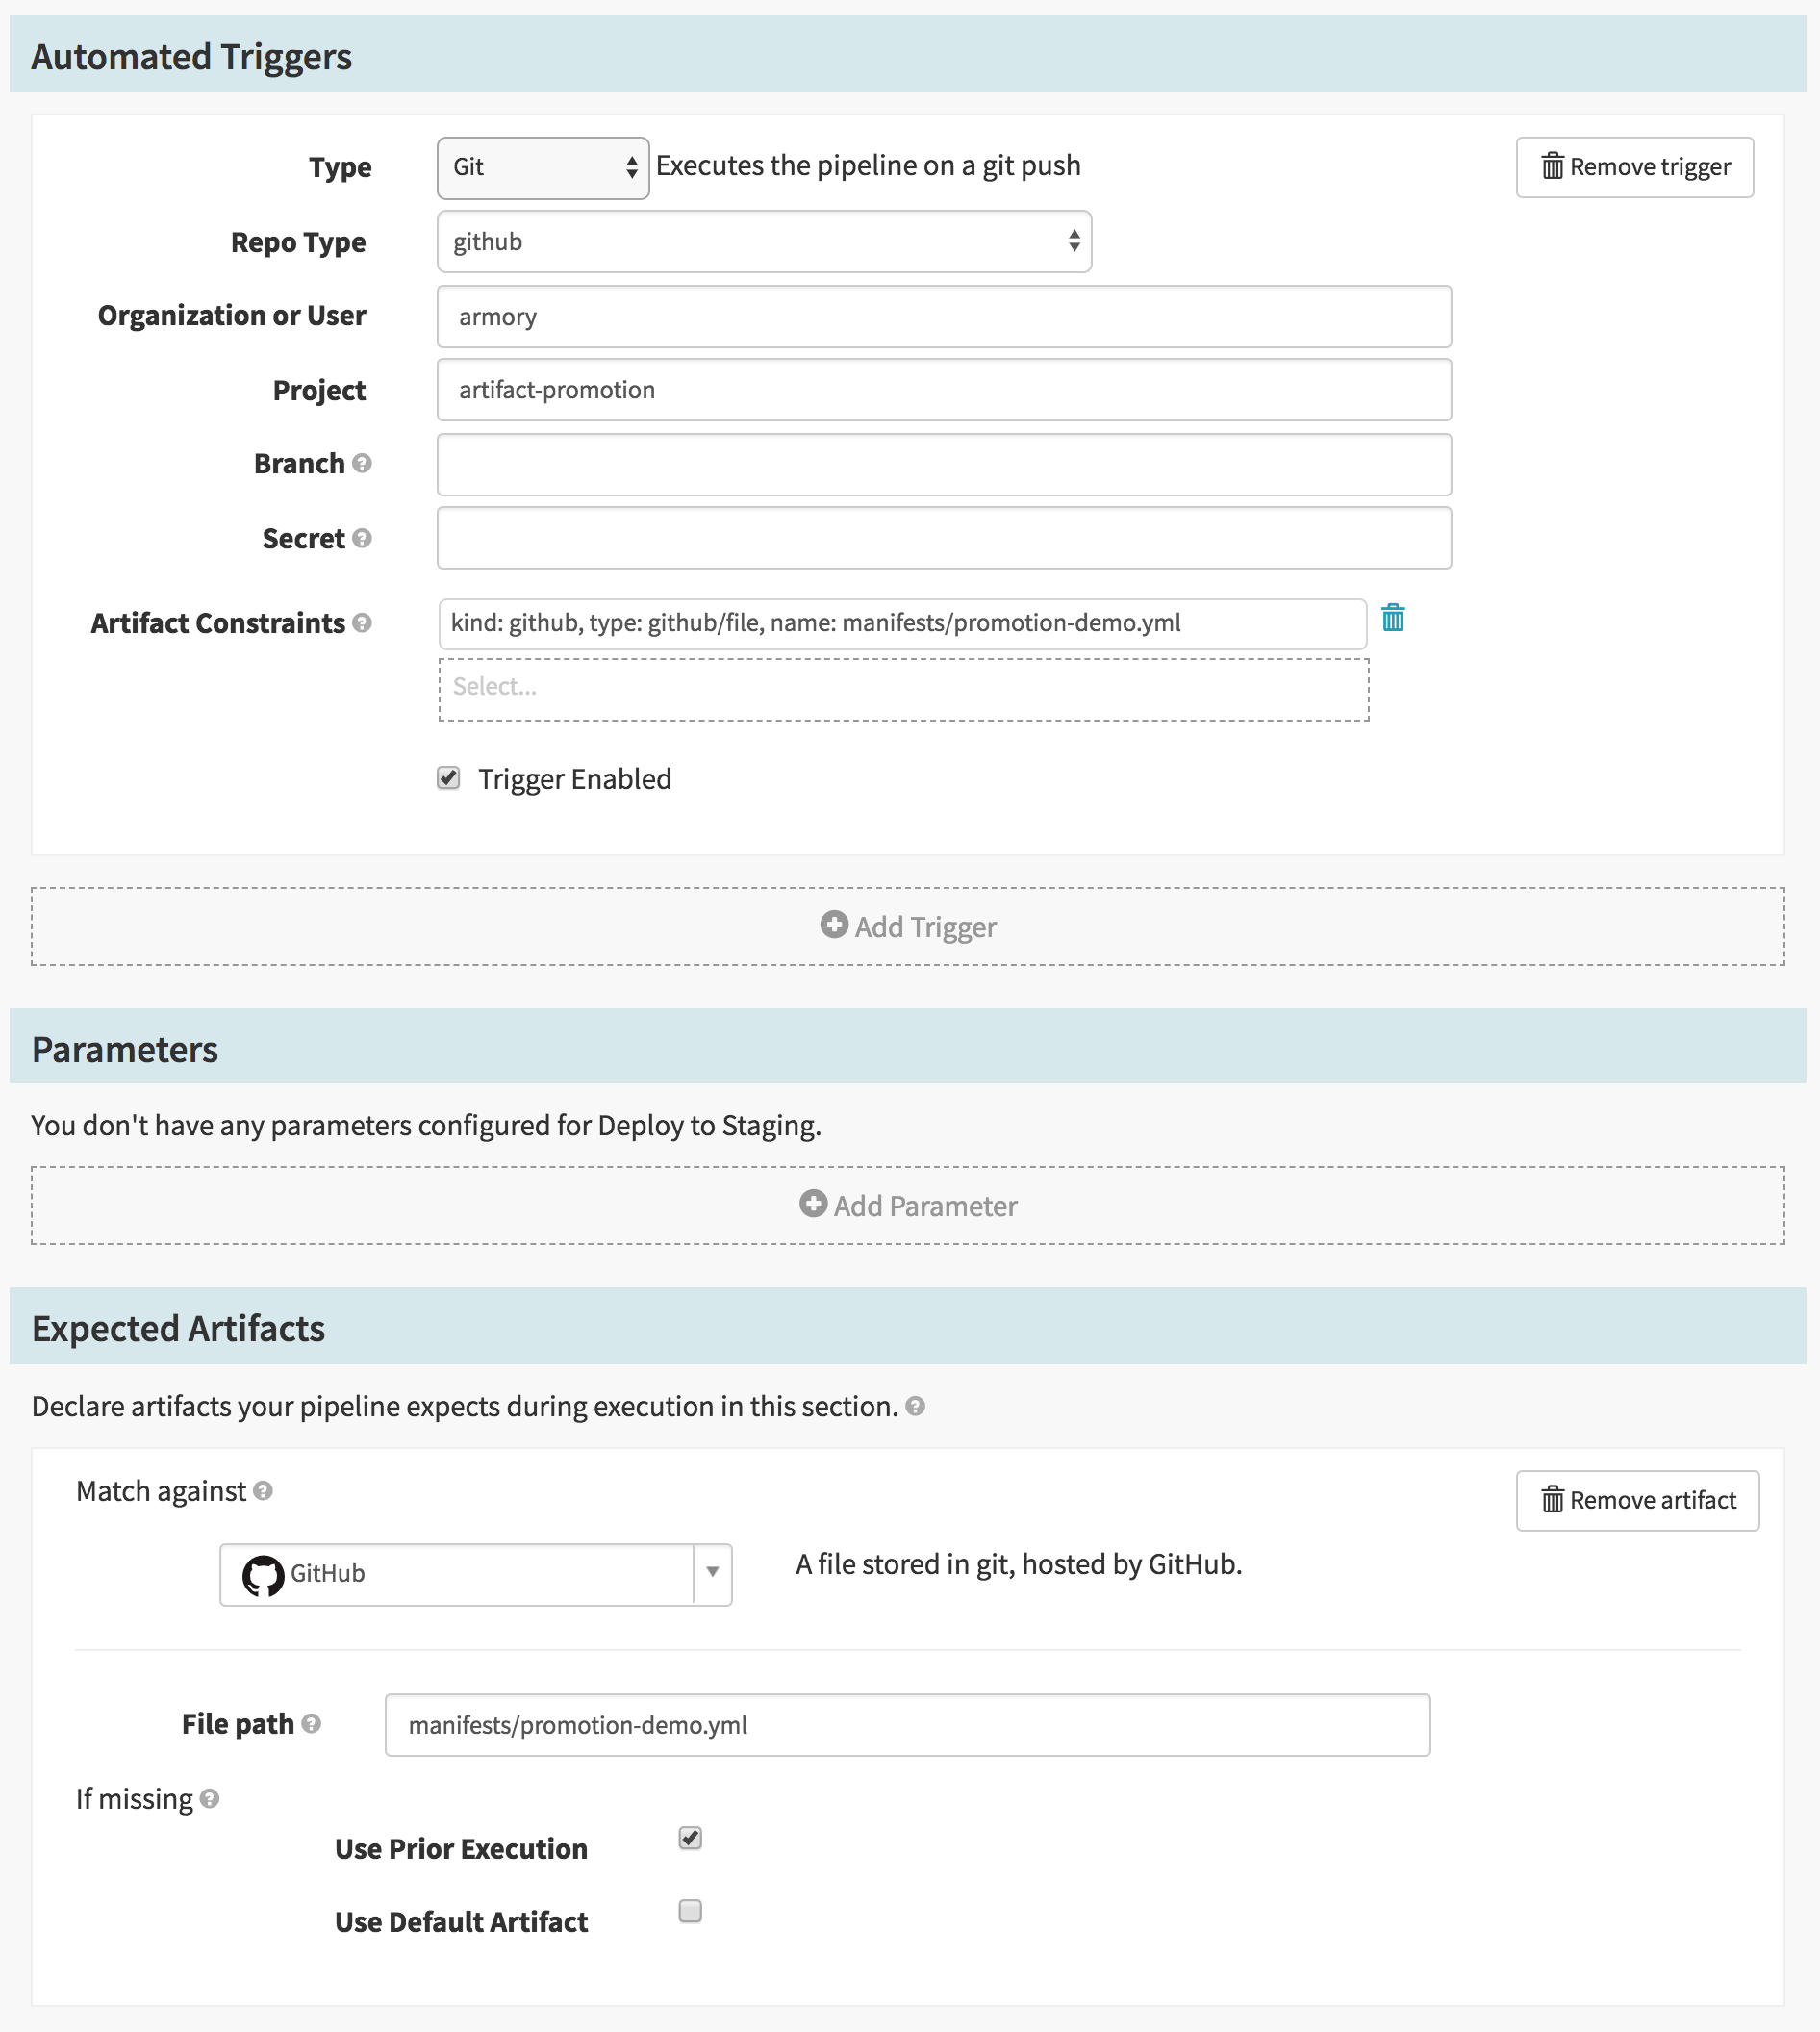 Automated Triggers
Type Git Executes the pipeline on a git push Remove trigger
Repo Type github
Organization or User armory
Project artifact-promotion
Branch
Secret
Artifact Constraints kind: github, type: github/file, name: manifests/promotion-demo.yml
Select...
Trigger Enabled
Add Trigger
Parameters
You don't have any parameters configured for Deploy to Staging.
Add Parameter
Expected Artifacts
Declare artifacts your pipeline expects during execution in this section.
Match against Remove artifact
GitHub A file stored in git, hosted by GitHub.
File path manifests/promotion-demo.yml
If missing
Use Prior Execution
Use Default Artifact